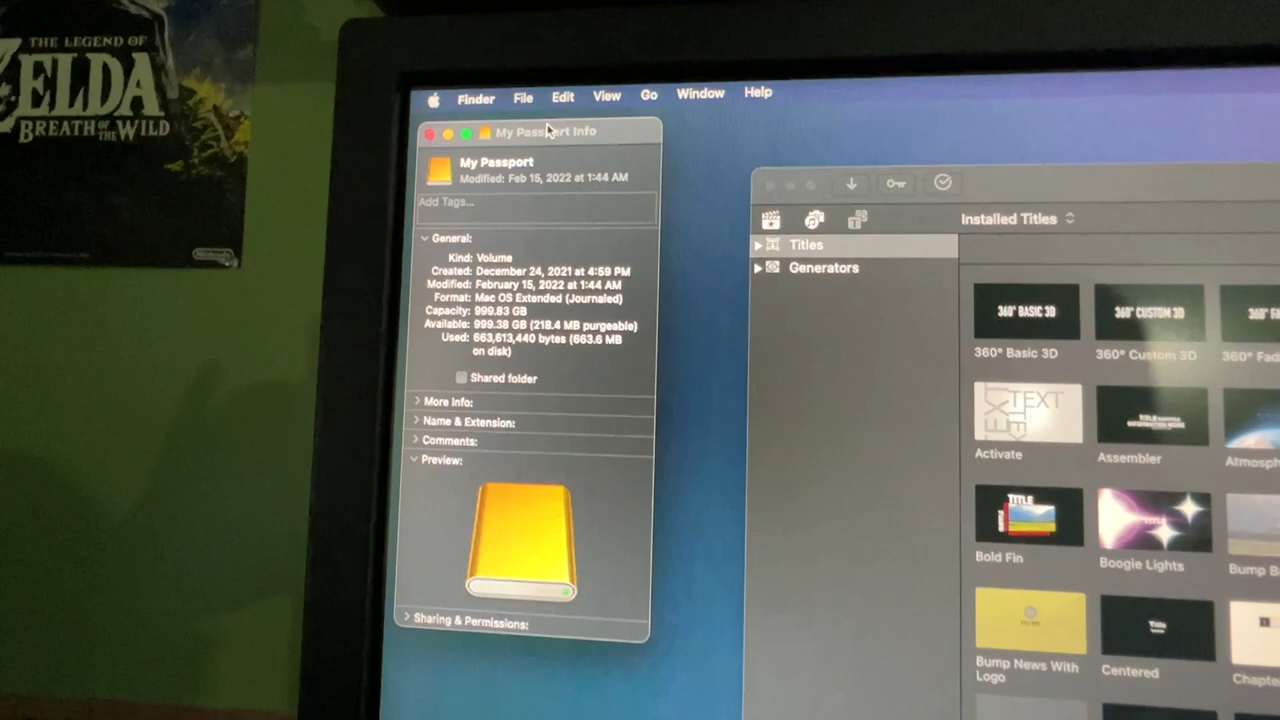 THE LEGEND OF
ZELDA
BREATH OF THE WILD
Finder File Edit View Go Window Help
My Passport Info
My Passport
Modified: Feb 15, 2022 at 1:44 AM
Add Tags...
General:
Kind: Volume
Created: December 24, 2021 at 4:59 PM
Modified: February 15, 2022 at 1:44 AM
Format: Mac OS Extended (Journaled)
Capacity: 999.83 GB
Available: 999.38 GB (218.4 MB purgeable)
Used: 663,613,440 bytes (663.6 MB
on disk)
Shared folder
More Info:
Name & Extension:
Comments:
Preview:
Sharing & Permissions:
Installed Titles
Titles
Generators
360° BASIC 3D
360° CUSTOM 3D
360° Basic 3D
360° Custom 3D
360° Fad
TEXT
Activate
Assembler
Atmosph
TITLE
Bold Fin
Boogie Lights
Bump B
Bump News With
Logo
Title
Centered
Chapte